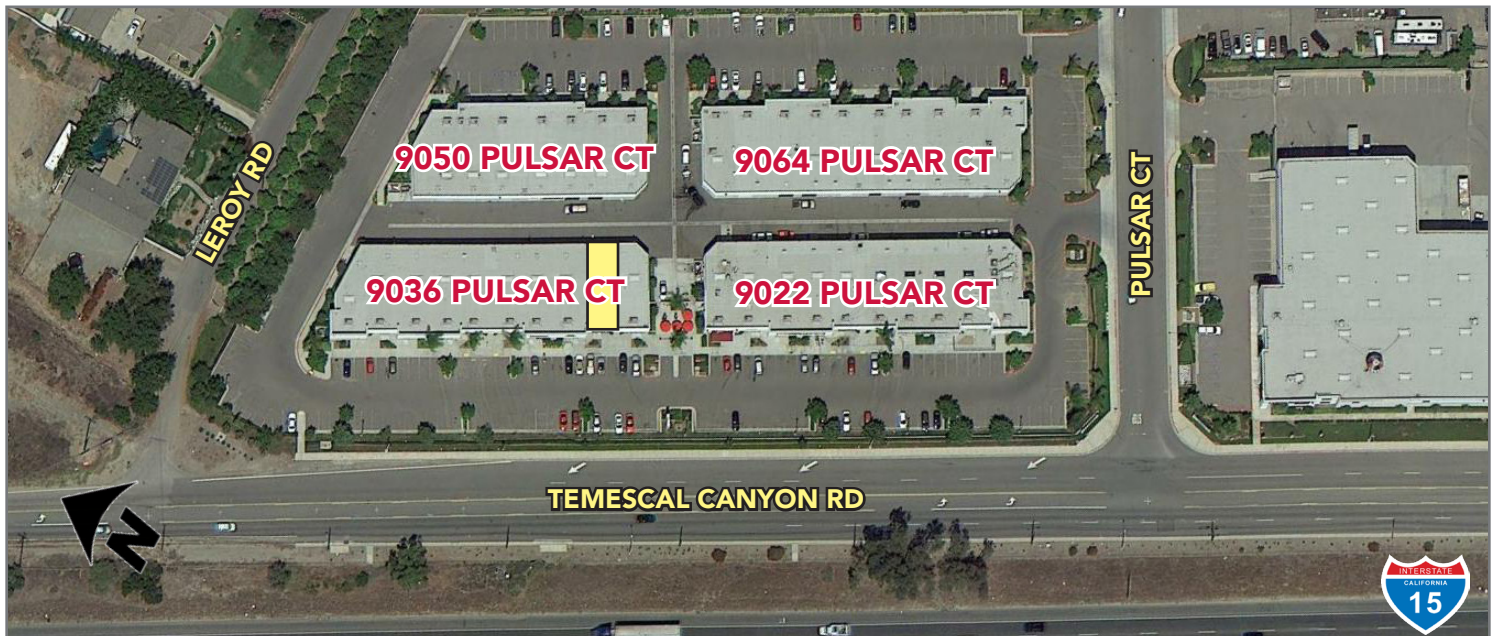 9050 PULSAR CT
9064 PULSAR CT
LEROY RD
PULSAR CT
9036 PULSAR CT
9022 PULSAR CT
TEMESCAL CANYON RD
N
INTERSTATE
CALIFORNIA
15